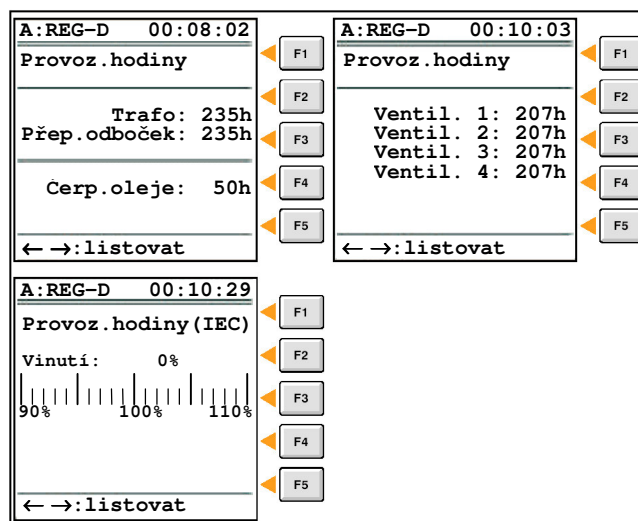 A:REG-D 00:08:02
Provoz.hodiny
Trafo: 235h
Přep.odboček: 235h
Čerp.oleje: 50h
← →:listovat
F1
F2
F3
F4
F5
A:REG-D 00:10:03
Provoz.hodiny
Ventil. 1: 207h
Ventil. 2: 207h
Ventil. 3: 207h
Ventil. 4: 207h
← →:listovat
F1
F2
F3
F4
F5
A:REG-D 00:10:29
Provoz.hodiny(IEC)
Vinutí: 0%
90% 100% 110%
← →:listovat
F1
F2
F3
F4
F5